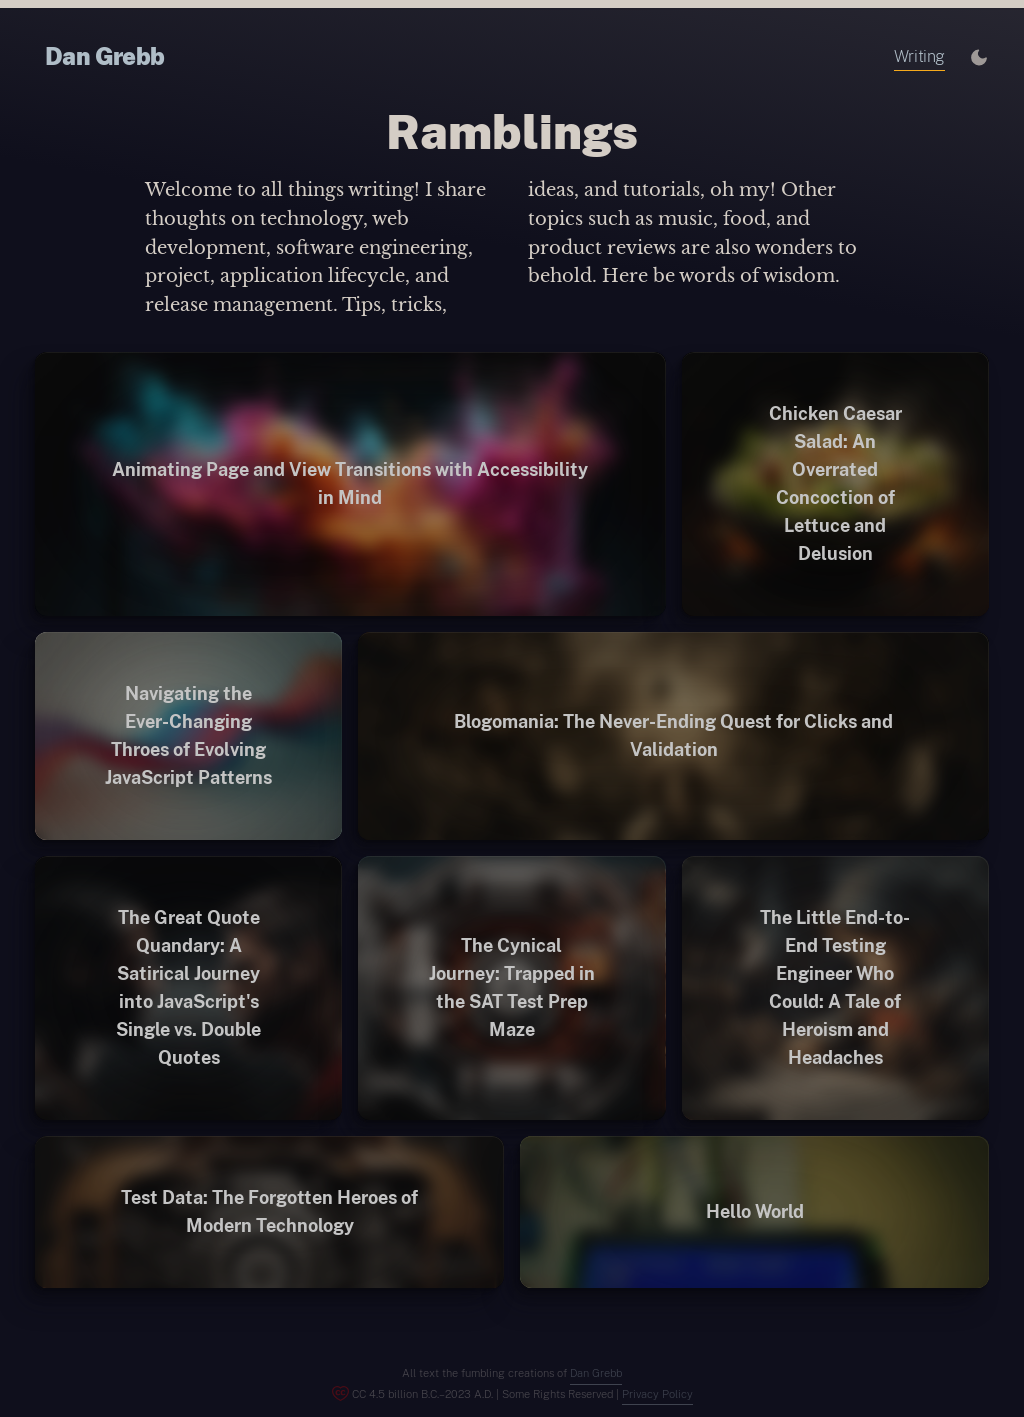 Dan Grebb
Writing
Ramblings
Welcome to all things writing! I share
thoughts on technology, web
development, software engineering,
project, application lifecycle, and
release management. Tips, tricks,
ideas, and tutorials, oh my! Other
topics such as music, food, and
product reviews are also wonders to
behold. Here be words of wisdom.
Animating Page and View Transitions with Accessibility
in Mind
Chicken Caesar
Salad: An
Overrated
Concoction of
Lettuce and
Delusion
Navigating the
Ever-Changing
Throes of Evolving
JavaScript Patterns
Blogomania: The Never-Ending Quest for Clicks and
Validation
The Great Quote
Quandary: A
Satirical Journey
into JavaScript's
Single vs. Double
Quotes
The Cynical
Journey: Trapped in
the SAT Test Prep
Maze
The Little End-to-
End Testing
Engineer Who
Could: A Tale of
Heroism and
Headaches
Test Data: The Forgotten Heroes of
Modern Technology
Hello World
All text the fumbling creations of Dan Grebb
CC 4.5 billion B.C.–2023 A.D. | Some Rights Reserved | Privacy Policy